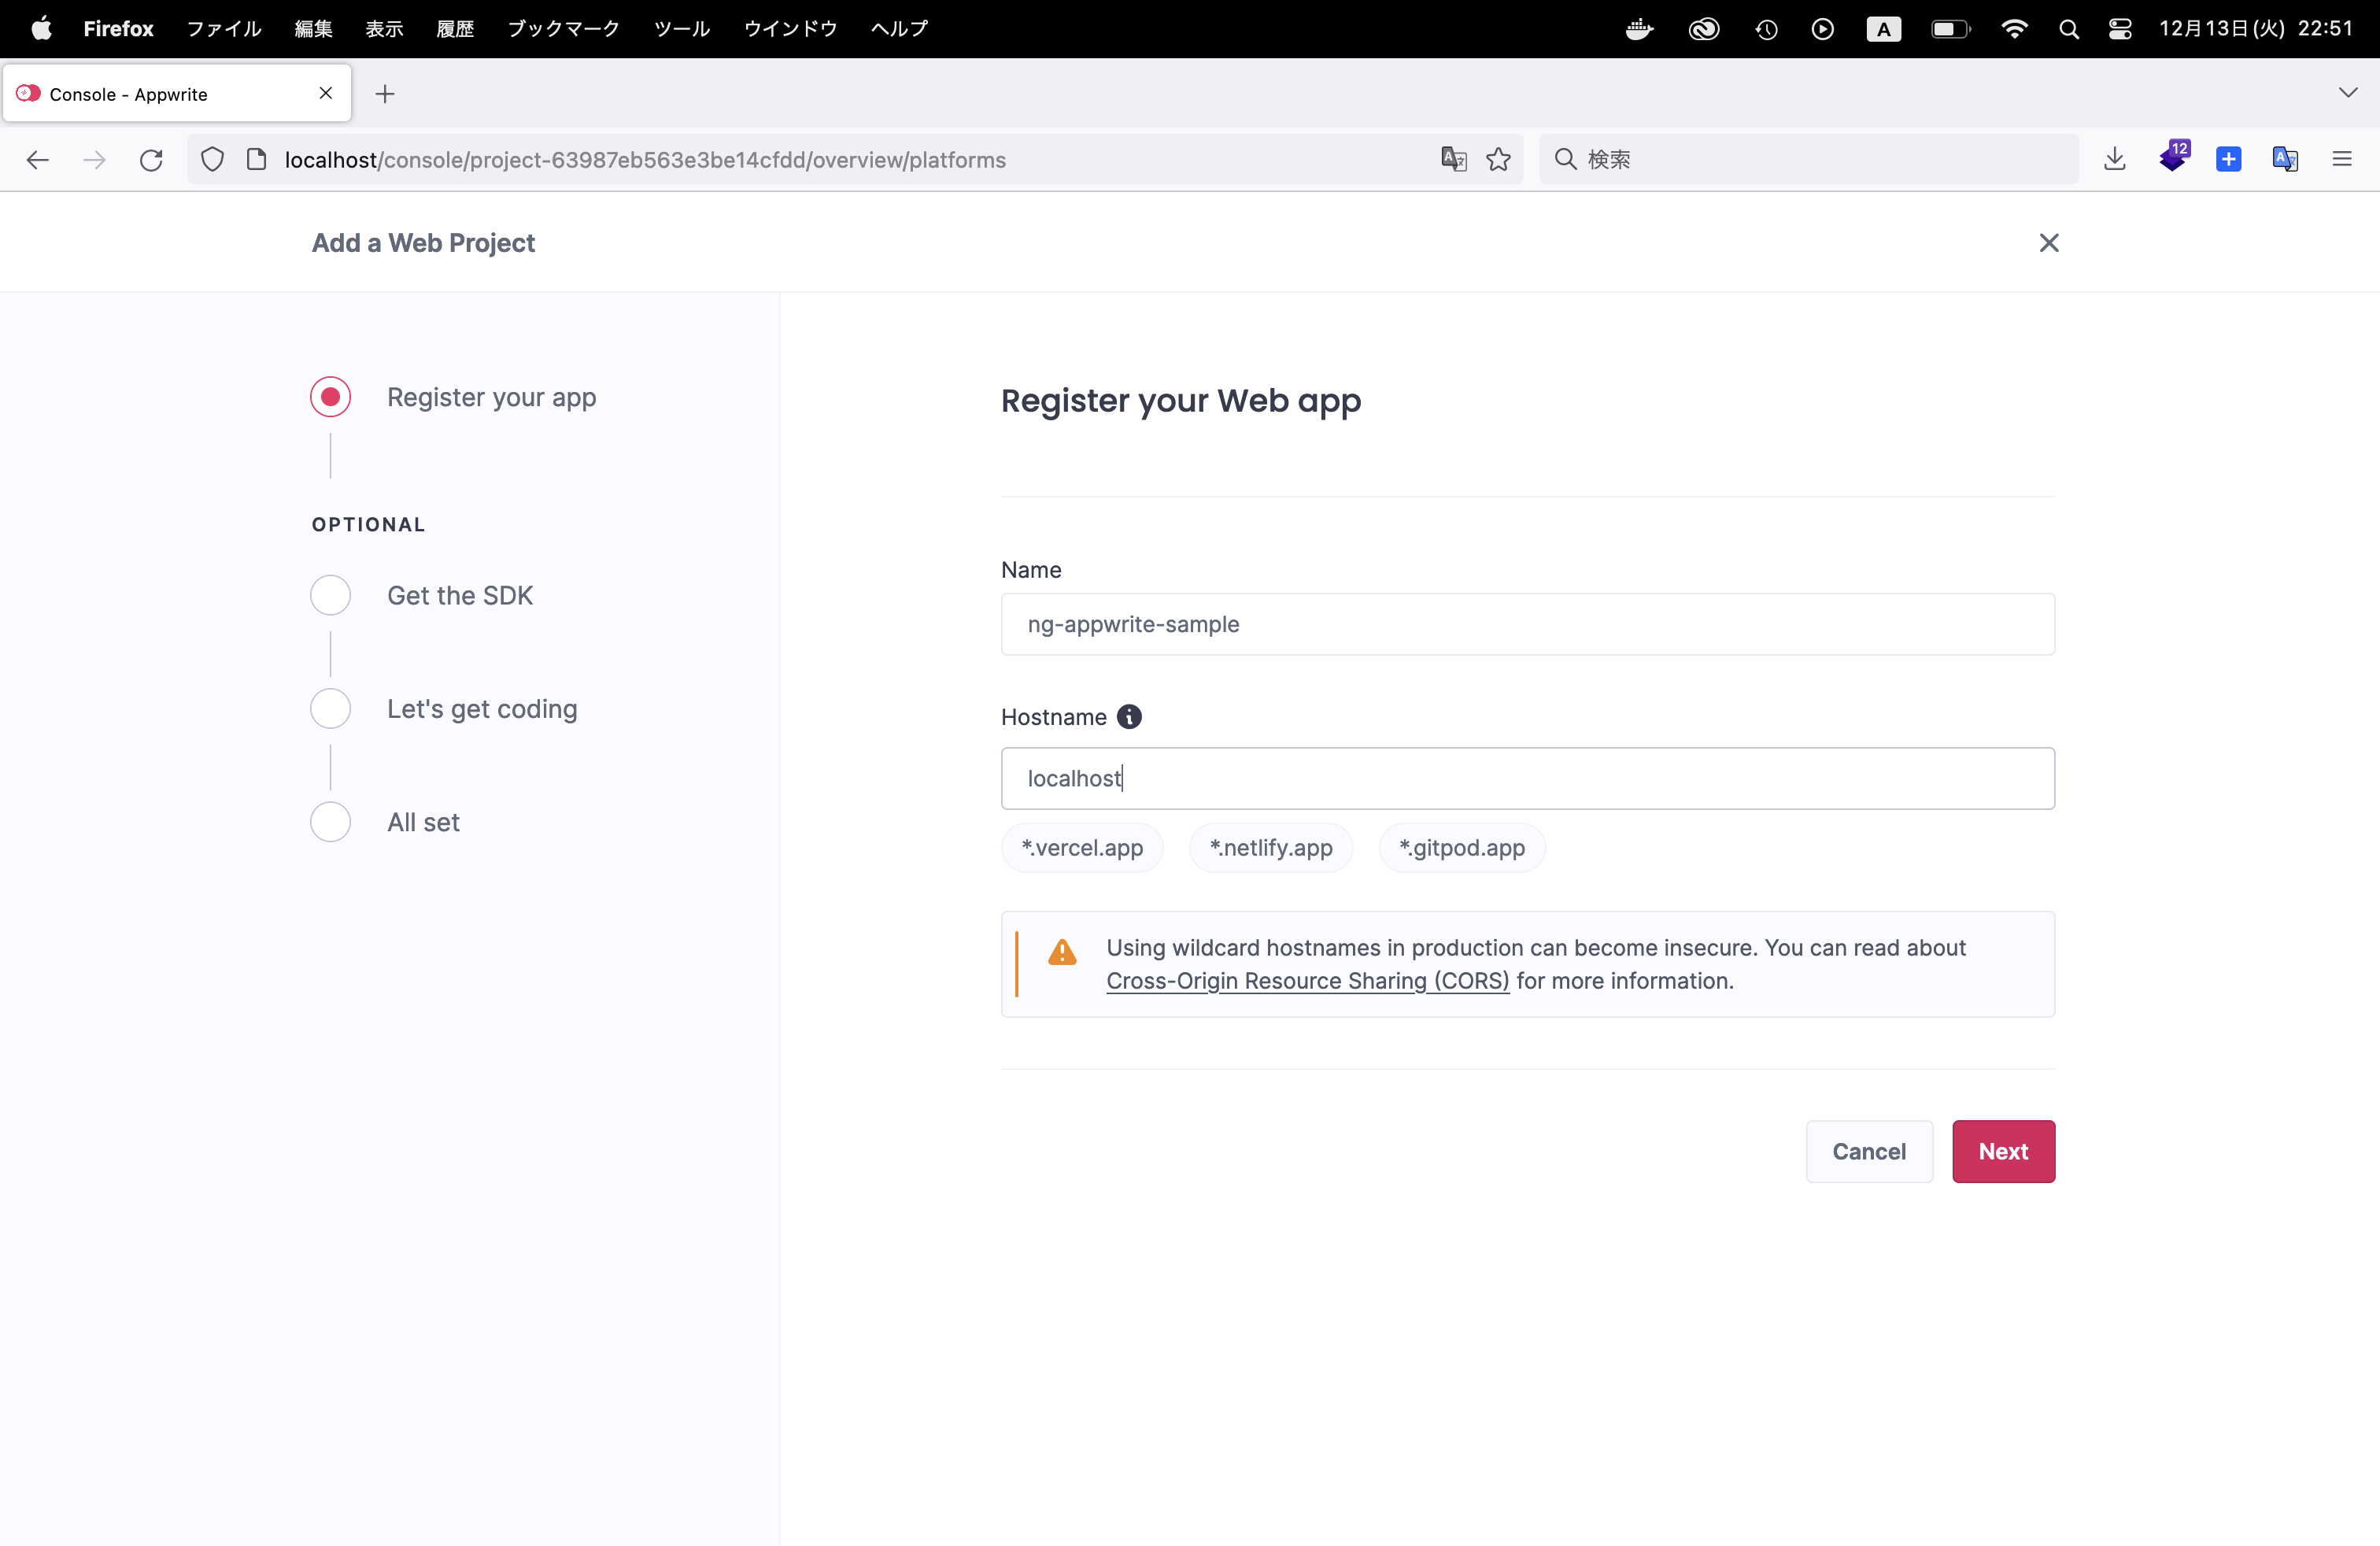 Firefox ファイル 編集 表示 履歴 ブックマーク ツール ウインドウ ヘルプ A 12月13日(火) 22:51
Console - Appwrite
localhost/console/project-63987eb563e3be14cfdd/overview/platforms 検索 12
Add a Web Project
Register your app
OPTIONAL
Get the SDK
Let's get coding
All set
Register your Web app
Name
ng-appwrite-sample
Hostname
localhost
*.vercel.app *.netlify.app *.gitpod.app
Using wildcard hostnames in production can become insecure. You can read about
Cross-Origin Resource Sharing (CORS) for more information.
Cancel Next